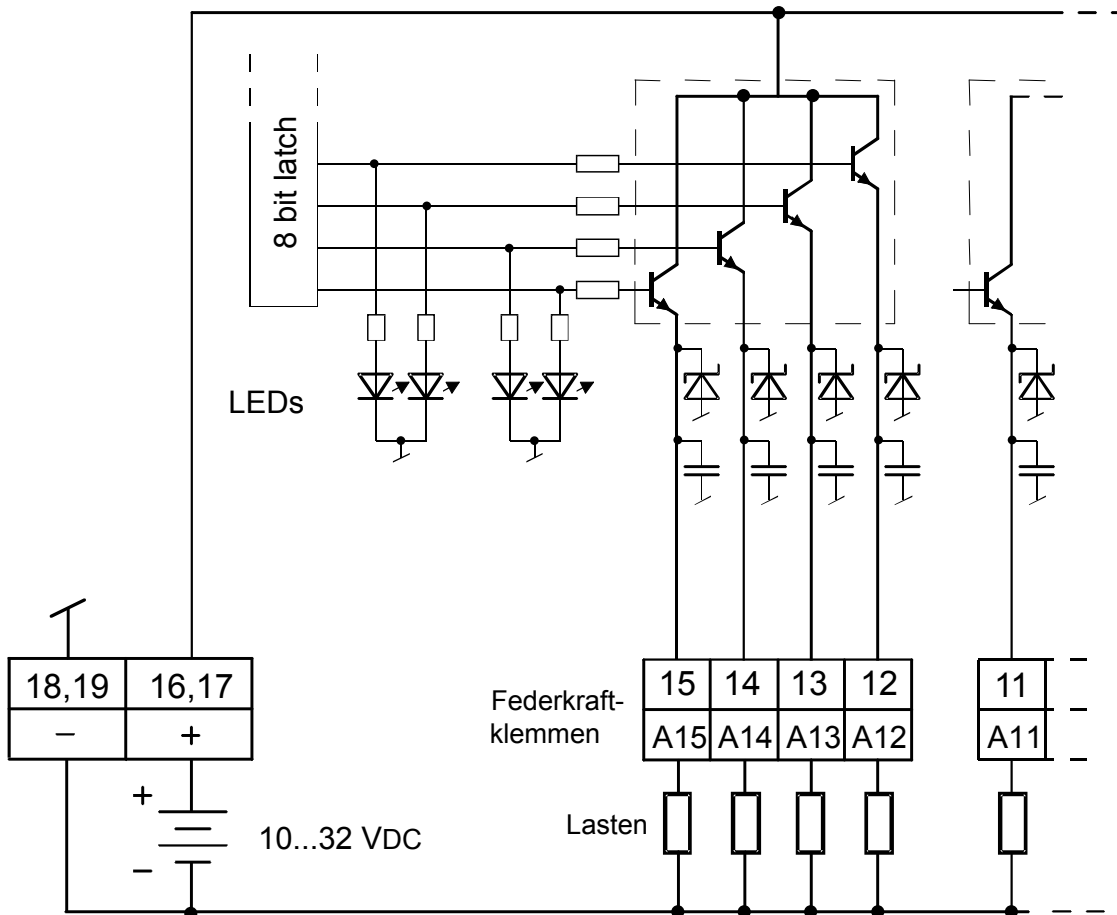 8 bit latch
LEDs
18,19 16,17
− +
+
−
10...32 VDC
Federkraft-
klemmen
15 14 13 12 11
A15 A14 A13 A12 A11
Lasten